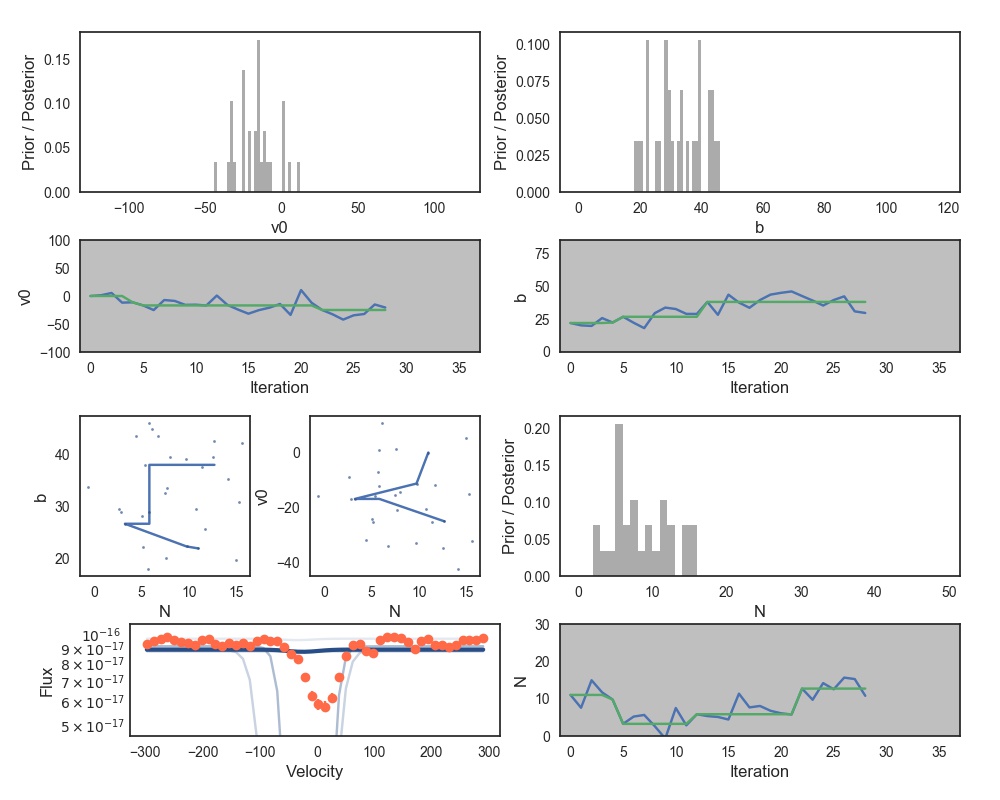 0.15
0.10
0.05
0.00
Prior / Posterior
−100 −50 0 50 100
v0
0.100
0.075
0.050
0.025
0.000
Prior / Posterior
0 20 40 60 80 100 120
b
100
50
0
−50
−100
v0
0 5 10 15 20 25 30 35
Iteration
75
50
25
0
b
0 5 10 15 20 25 30 35
Iteration
40
30
20
b
0 5 10 15
N
0
−20
−40
v0
0 5 10 15
N
0.20
0.15
0.10
0.05
0.00
Prior / Posterior
0 10 20 30 40 50
N
10⁻¹⁶
9 × 10⁻¹⁷
8 × 10⁻¹⁷
7 × 10⁻¹⁷
6 × 10⁻¹⁷
5 × 10⁻¹⁷
Flux
−300 −200 −100 0 100 200 300
Velocity
30
20
10
0
N
0 5 10 15 20 25 30 35
Iteration